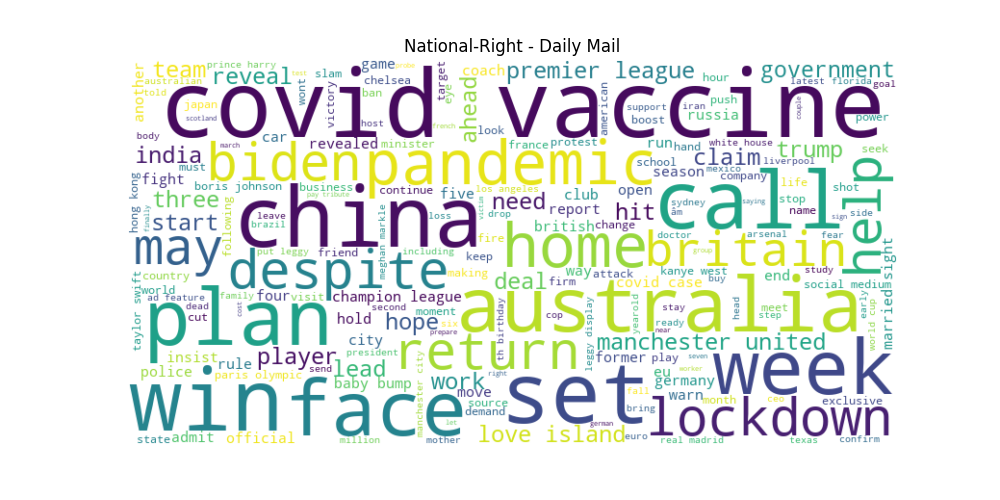 National-Right - Daily Mail
prince harry game
team reveal slam coach premier league hour government
australian chelsea target latest florida
another told wont victory ban eye ahead american goal
covid vaccine
japan host look support iran push couple power
scotland french boost russia
body march car revealed minister france protest run hand white house trump seek
india biden pandemic school claim liverpool
must season mexico company
fight boris johnson business continue five los angeles club open life shot help
three pay tribute need report hit call stop
hong kong start following leave brazil china loss victim drop british change sydney âm saying name sign side
finally friend doctor arsenal fear
may put leggy meghan markle including fire home britain
keep way group end study
country despite making deal attack kanye west buy social medium sight
world family four visit firm covid case
taylor swift ad feature champion league moment australia stay meet early married
dead cost second six cop yearold head step world cup
plan hold hope prepare th birthday leggy display ready near
cut city manchester united
insist player president return former play seven week
police rule send lead right eu worker
paris olympic baby bump work germany warn month ceo exclusive
win face manchester city move source set fall
demand bring lockdown
let german
state admit official million mother love island euro real madrid texas confirm